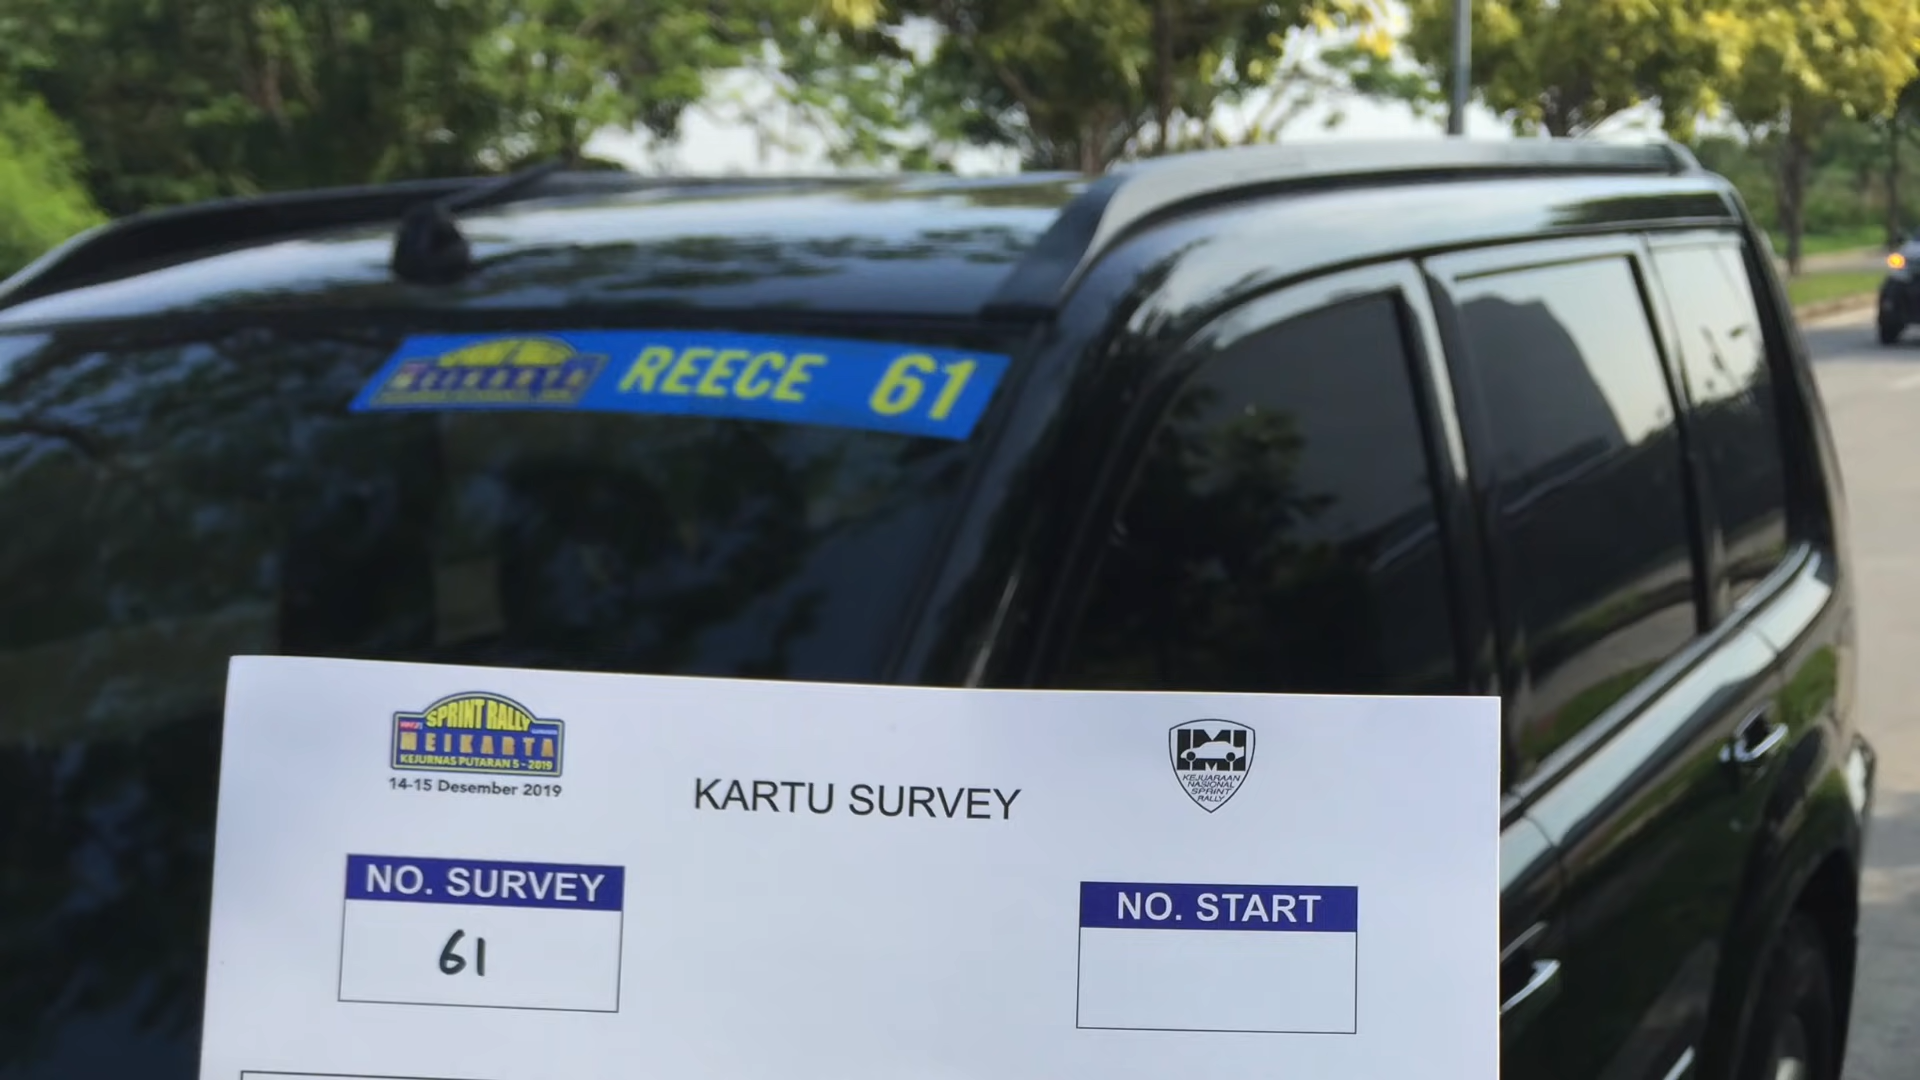 REECE 61
SPRINT RALLY
MEIKARTA
KEJURNAS PUTARAN 5 - 2019
14-15 Desember 2019
KARTU SURVEY
IMI
KEJUARAAN
NASIONAL
SPRINT
RALLY
NO. SURVEY
61
NO. START